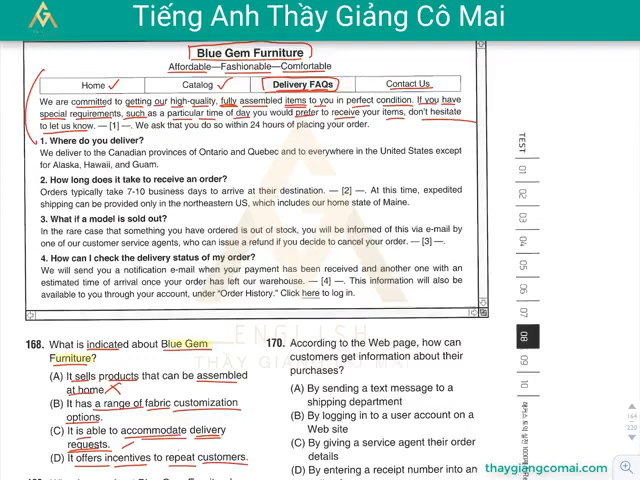 Tiếng Anh Thầy Giảng Cô Mai
Blue Gem Furniture
Affordable—Fashionable—Comfortable
Home
Catalog
Delivery FAQs
Contact Us
We are committed to getting our high-quality, fully assembled items to you in perfect condition. If you have
special requirements, such as a particular time of day you would prefer to receive your items, don't hesitate
to let us know. — [1] —. We ask that you do so within 24 hours of placing your order.
1. Where do you deliver?
We deliver to the Canadian provinces of Ontario and Quebec and to everywhere in the United States except
for Alaska, Hawaii, and Guam.
2. How long does it take to receive an order?
Orders typically take 7-10 business days to arrive at their destination. — [2] —. At this time, expedited
shipping can be provided only in the northeastern US, which includes our home state of Maine.
3. What if a model is sold out?
In the rare case that something you have ordered is out of stock, you will be informed of this via e-mail by
one of our customer service agents, who can issue a refund if you decide to cancel your order. — [3] —.
4. How can I check the delivery status of my order?
We will send you a notification e-mail when your payment has been received and another one with an
estimated time of arrival once your order has left our warehouse. — [4] —. This information will also be
available to you through your account, under "Order History." Click here to log in.
ENGLISH
THẦY GIẢNG CÔ MAI
168. What is indicated about Blue Gem
Furniture?
(A) It sells products that can be assembled
at home.
(B) It has a range of fabric customization
options.
(C) It is able to accommodate delivery
requests.
(D) It offers incentives to repeat customers.
170. According to the Web page, how can
customers get information about their
purchases?
(A) By sending a text message to a
shipping department
(B) By logging in to a user account on a
Web site
(C) By giving a service agent their order
details
(D) By entering a receipt number into an
TEST
01
02
03
04
05
06
07
08
09
10
164
220
thaygiangcomai.com